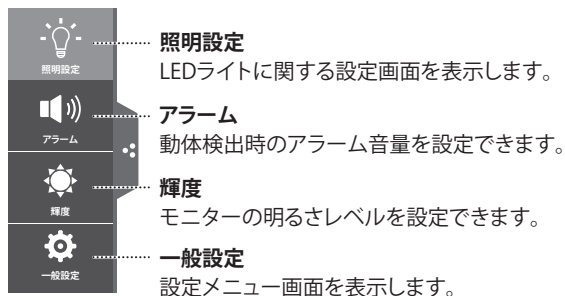 照明設定
照明設定
LEDライトに関する設定画面を表示します。
アラーム
アラーム
動体検出時のアラーム音量を設定できます。
輝度
輝度
モニターの明るさレベルを設定できます。
一般設定
一般設定
設定メニュー画面を表示します。